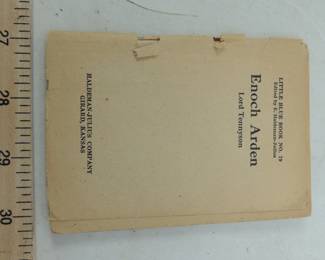 LITTLE BLUE BOOK NO. 79
Edited by E. Haldeman-Julius
Enoch Arden
Lord Tennyson
HALDEMAN-JULIUS COMPANY
GIRARD, KANSAS
27
28
29
30